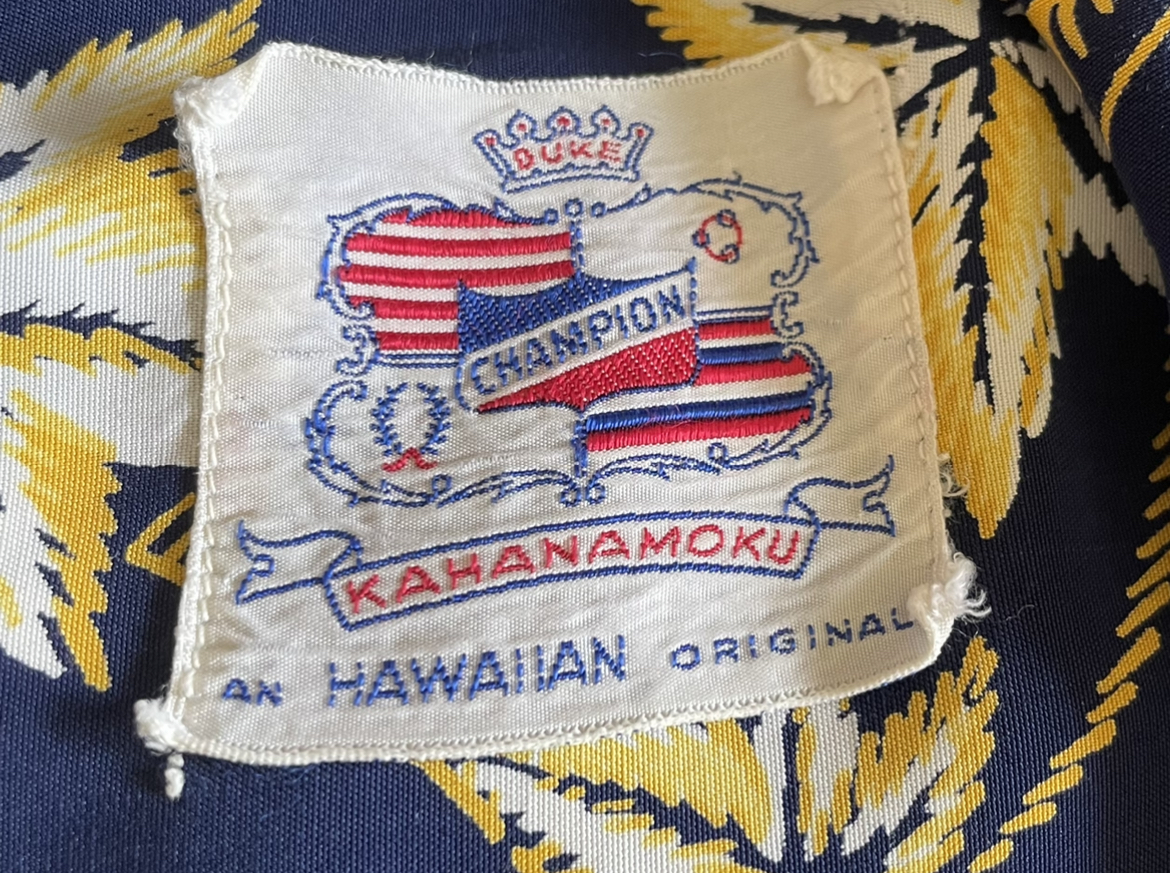 DUKE
CHAMPION
KAHANAMOKU
AN HAWAIIAN ORIGINAL